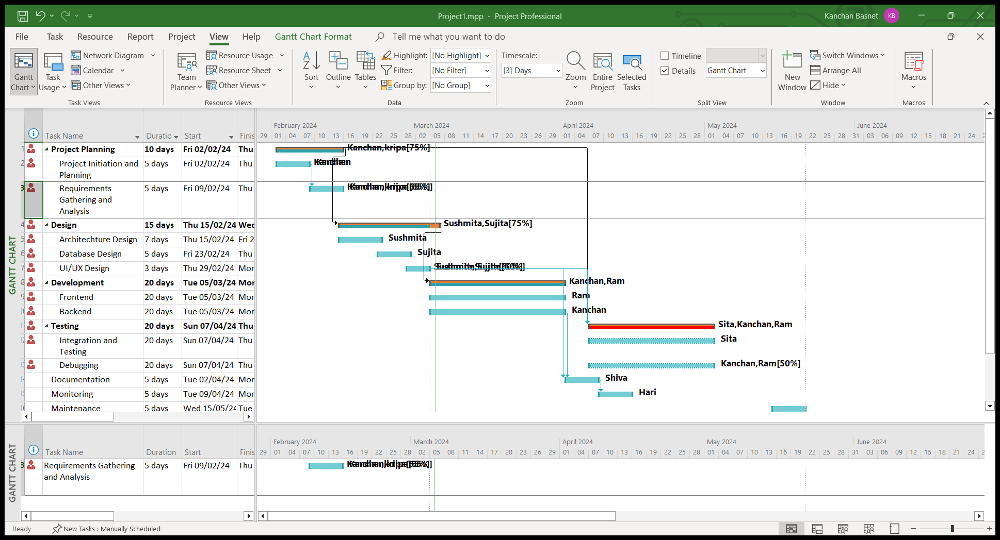 Project1.mpp - Project Professional
Kanchan Basnet
KB
File Task Resource Report Project View Help Gantt Chart Format Tell me what you want to do
Gantt Chart
Task Usage
Network Diagram
Calendar
Other Views
Task Views
Team Planner
Resource Usage
Resource Sheet
Other Views
Resource Views
A
Z
Sort
Outline
Tables
Highlight: [No Highlight]
Filter: [No Filter]
Group by: [No Group]
Data
Timescale:
[3] Days
Zoom
Entire Project
Selected Tasks
Zoom
Timeline
Details Gantt Chart
Split View
New Window
Switch Windows
Arrange All
Hide
Window
Macros
Macros
GANTT CHART
Task Name Duratio Start Finis
1 Project Planning 10 days Fri 02/02/24 Thu
2 Project Initiation and Planning 5 days Fri 02/02/24 Thu
3 Requirements Gathering and Analysis 5 days Fri 09/02/24 Thu
4 Design 15 days Thu 15/02/24 Wed
5 Architechture Design 7 days Thu 15/02/24 Fri 2
6 Database Design 5 days Fri 23/02/24 Thu
7 UI/UX Design 3 days Thu 29/02/24 Mon
8 Development 20 days Tue 05/03/24 Mor
9 Frontend 20 days Tue 05/03/24 Mor
Backend 20 days Tue 05/03/24 Mor
Testing 20 days Sun 07/04/24 Thu
Integration and Testing 20 days Sun 07/04/24 Thu
Debugging 20 days Sun 07/04/24 Thu
Documentation 5 days Tue 02/04/24 Mor
Monitoring 5 days Tue 09/04/24 Mor
Maintenance 5 days Wed 15/05/24 Tue
February 2024 March 2024 April 2024 May 2024 June 2024
29 01 04 07 10 13 16 19 22 25 28 02 05 08 11 14 17 20 23 26 29 01 04 07 10 13 16 19 22 25 28 01 04 07 10 13 16 19 22 25 28 31 03 06 09 12 15 18 21 24
Kanchan,kripa[75%]
Kanchan
Sushmita,Sujita[75%]
Sushmita
Sujita
Kanchan,Ram
Ram
Kanchan
Sita,Kanchan,Ram
Sita
Kanchan,Ram[50%]
Shiva
Hari
GANTT CHART
Task Name Duration Start Finis
3 Requirements Gathering and Analysis 5 days Fri 09/02/24 Thu
February 2024 March 2024 April 2024 May 2024 June 2024
29 01 04 07 10 13 16 19 22 25 28 02 05 08 11 14 17 20 23 26 29 01 04 07 10 13 16 19 22 25 28 01 04 07 10 13 16 19 22 25 28 31 03 06 09 12 15 18 21 24
Ready New Tasks : Manually Scheduled